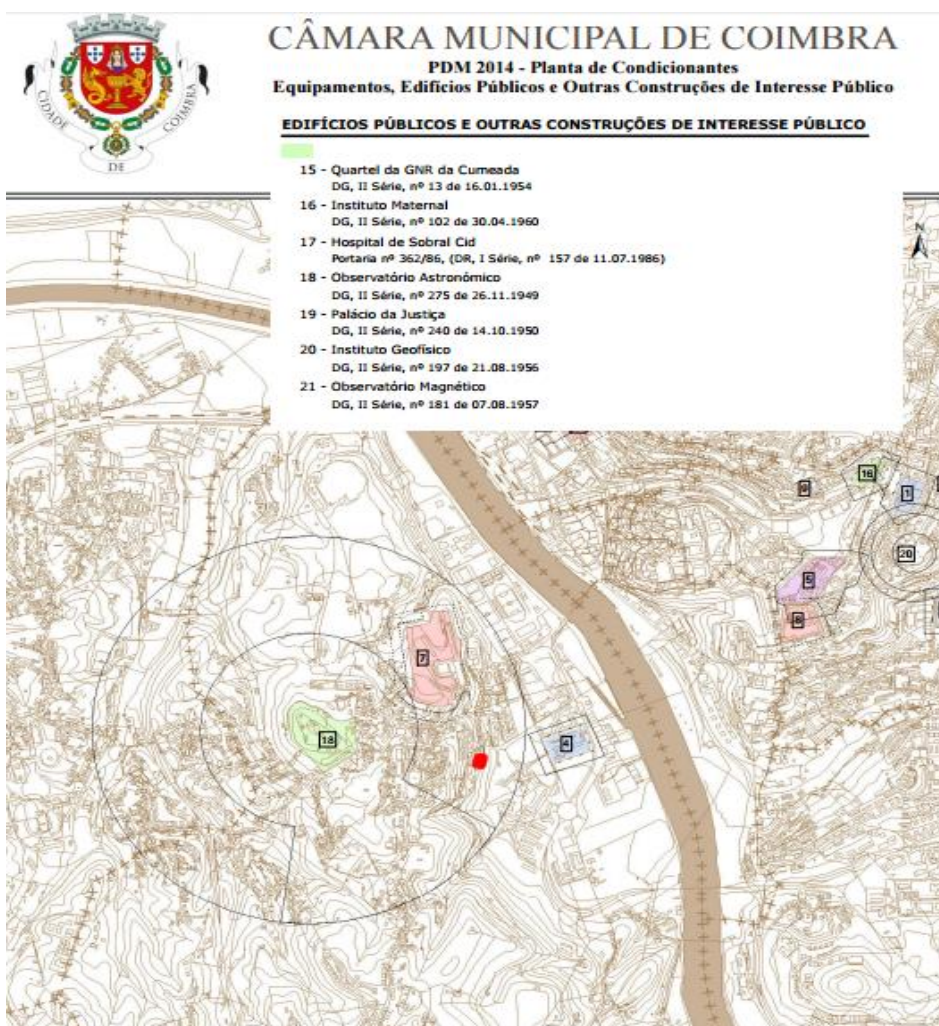 CÂMARA MUNICIPAL DE COIMBRA
PDM 2014 - Planta de Condicionantes
Equipamentos, Edifícios Públicos e Outras Construções de Interesse Público
CIDADE
DE
COIMBRA
EDIFÍCIOS PÚBLICOS E OUTRAS CONSTRUÇÕES DE INTERESSE PÚBLICO
15 - Quartel da GNR da Cumeada
DG, II Série, nº 13 de 16.01.1954
16 - Instituto Maternal
DG, II Série, nº 102 de 30.04.1960
17 - Hospital de Sobral Cid
Portaria nº 362/86, (DR, I Série, nº 157 de 11.07.1986)
18 - Observatório Astronómico
DG, II Série, nº 275 de 26.11.1949
19 - Palácio da Justiça
DG, II Série, nº 240 de 14.10.1950
20 - Instituto Geofísico
DG, II Série, nº 197 de 21.08.1956
21 - Observatório Magnético
DG, II Série, nº 181 de 07.08.1957
N
16
1
20
5
7
18
4